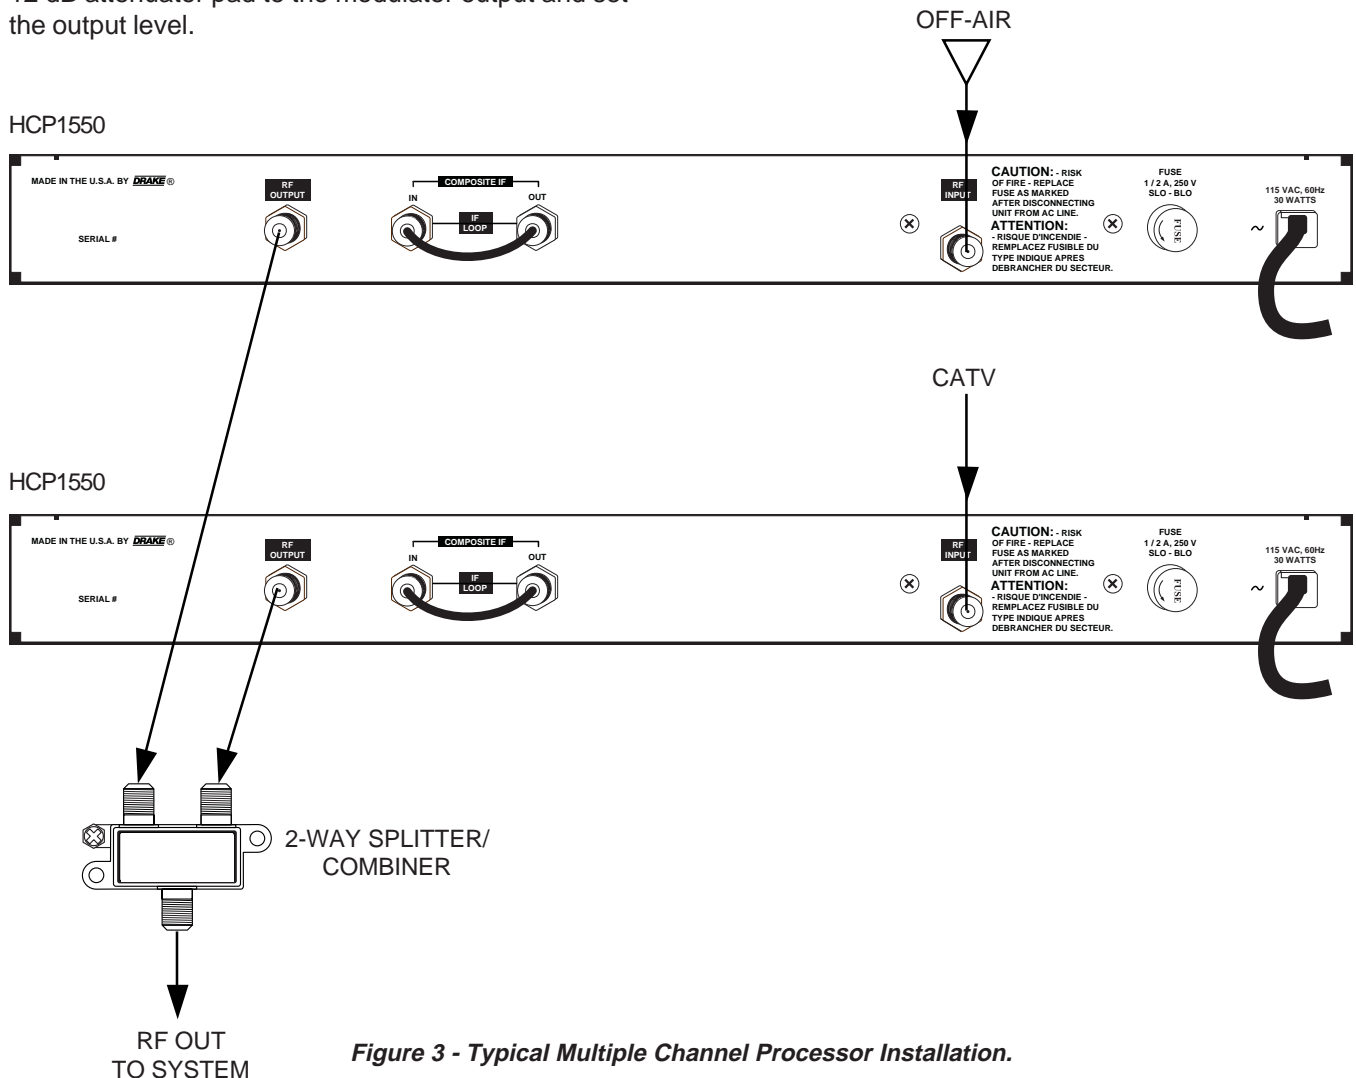 12 dB attenuator pad to the modulator output and set
the output level.
OFF-AIR
HCP1550
MADE IN THE U.S.A. BY DRAKE ®
SERIAL #
RF
OUTPUT
COMPOSITE IF
IN
OUT
IF
LOOP
RF
INPUT
CAUTION: - RISK
OF FIRE - REPLACE
FUSE AS MARKED
AFTER DISCONNECTING
UNIT FROM AC LINE.
ATTENTION:
- RISQUE D'INCENDIE -
REMPLACEZ FUSIBLE DU
TYPE INDIQUE APRES
DEBRANCHER DU SECTEUR.
FUSE
1 / 2 A, 250 V
SLO - BLO
FUSE
115 VAC, 60Hz
30 WATTS
~
CATV
HCP1550
MADE IN THE U.S.A. BY DRAKE ®
SERIAL #
RF
OUTPUT
COMPOSITE IF
IN
OUT
IF
LOOP
RF
INPUT
CAUTION: - RISK
OF FIRE - REPLACE
FUSE AS MARKED
AFTER DISCONNECTING
UNIT FROM AC LINE.
ATTENTION:
- RISQUE D'INCENDIE -
REMPLACEZ FUSIBLE DU
TYPE INDIQUE APRES
DEBRANCHER DU SECTEUR.
FUSE
1 / 2 A, 250 V
SLO - BLO
FUSE
115 VAC, 60Hz
30 WATTS
~
2-WAY SPLITTER/
COMBINER
RF OUT
TO SYSTEM
Figure 3 - Typical Multiple Channel Processor Installation.